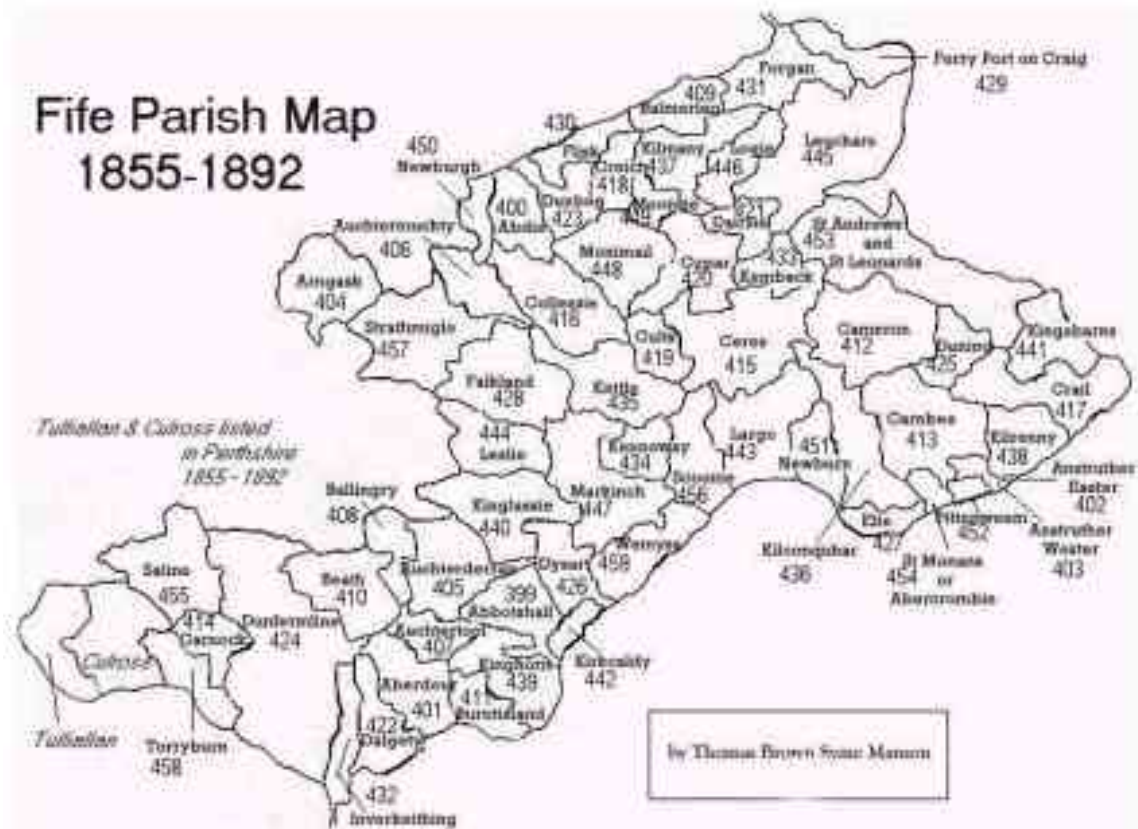 Fife Parish Map
1855-1892
Ferry Port on Craig
429
Forgan
431
409
Balmerino
430
Flisk
450
Newburgh
Kilmany
437
Logie
446
Leuchars
445
Creich
418
400
Abdie
Dunbog
423
449
Dairsie
421
Auchtermuchty
406
Monimail
448
Cupar
420
433
Kemback
St Andrews
453
and
St Leonards
Arngask
404
Collessie
416
Strathmiglo
457
Cults
419
Ceres
415
Cameron
412
Dunino
425
Kingsbarns
441
Falkland
428
Kettle
435
Crail
417
Tulliallan & Culross listed
in Perthshire
1855 - 1892
444
Leslie
Kennoway
434
Largo
443
451
Newburn
Carnbee
413
Kilrenny
438
Scoonie
456
Anstruther
Easter
402
Ballingry
408
Kinglassie
440
Markinch
447
Elie
427
Pittenweem
452
Anstruther
Wester
403
Kilconquhar
436
Wemyss
459
St Monans
454
or
Abercrombie
Saline
455
Beath
410
Auchterderran
405
399
Abbotshall
Dysart
426
414
Carnock
Dunfermline
424
Auchtertool
407
Culross
Kinghorn
439
Kirkcaldy
442
Aberdour
401
411
Burntisland
Tulliallan
Torryburn
458
422
Dalgety
432
Inverkeithing
by Thomas Brown Syme Manson